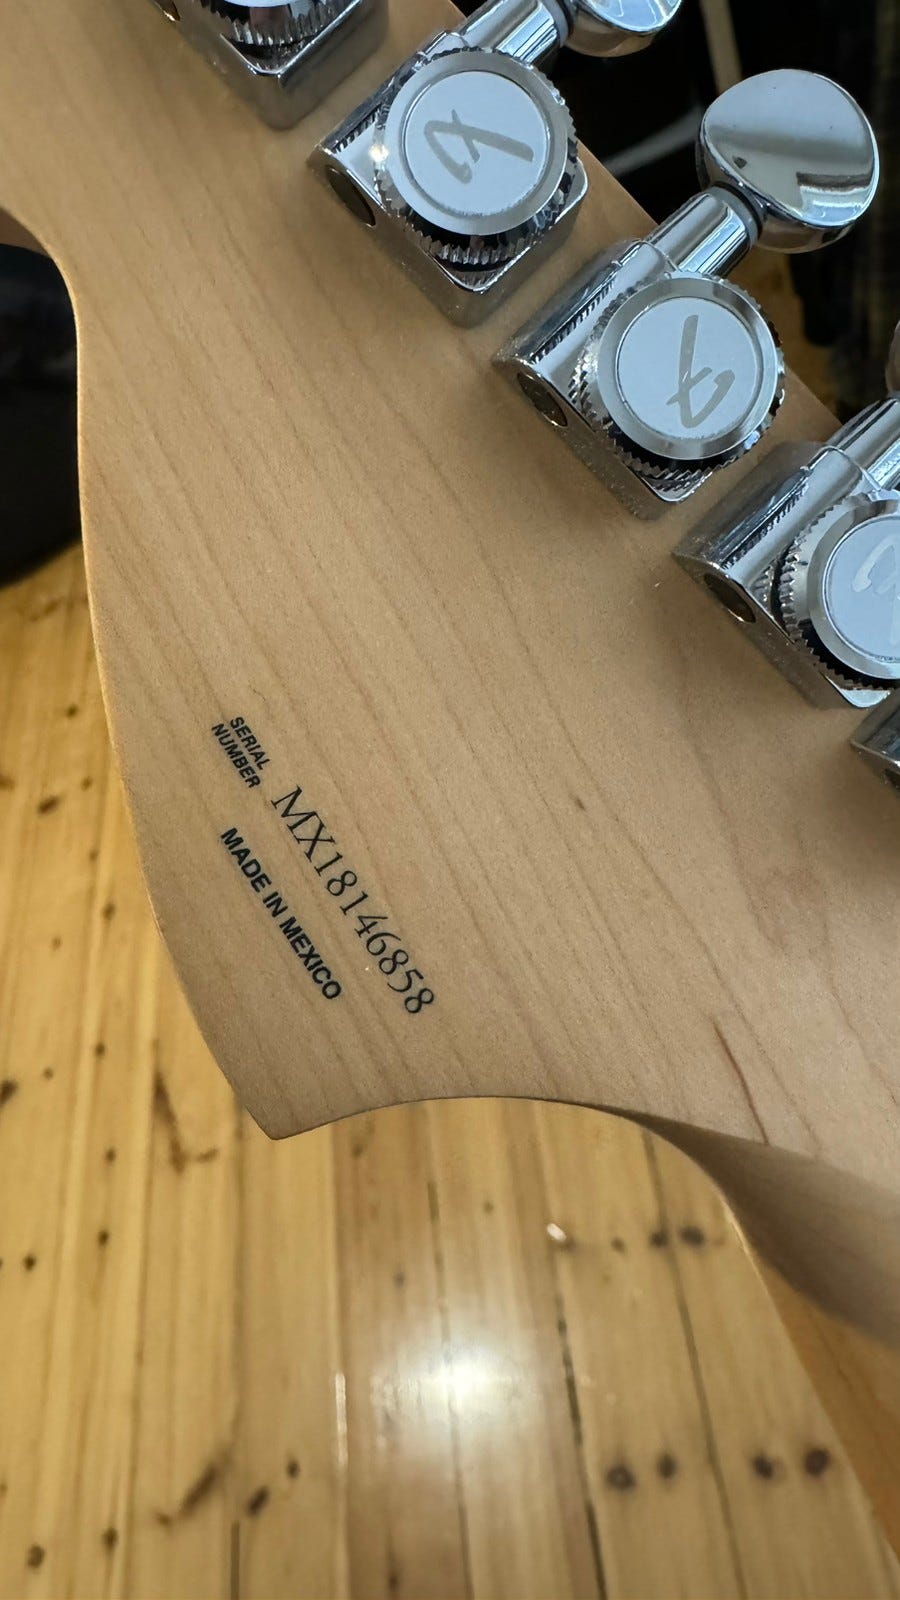 SERIAL
NUMBER
MX18146858
MADE IN MEXICO